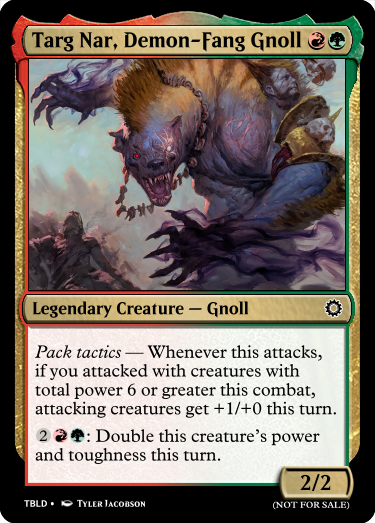 Targ Nar, Demon-Fang Gnoll
Legendary Creature — Gnoll
Pack tactics — Whenever this attacks,
if you attacked with creatures with
total power 6 or greater this combat,
attacking creatures get +1/+0 this turn.
2: Double this creature's power
and toughness this turn.
2/2
TBLD • Tyler Jacobson
(NOT FOR SALE)